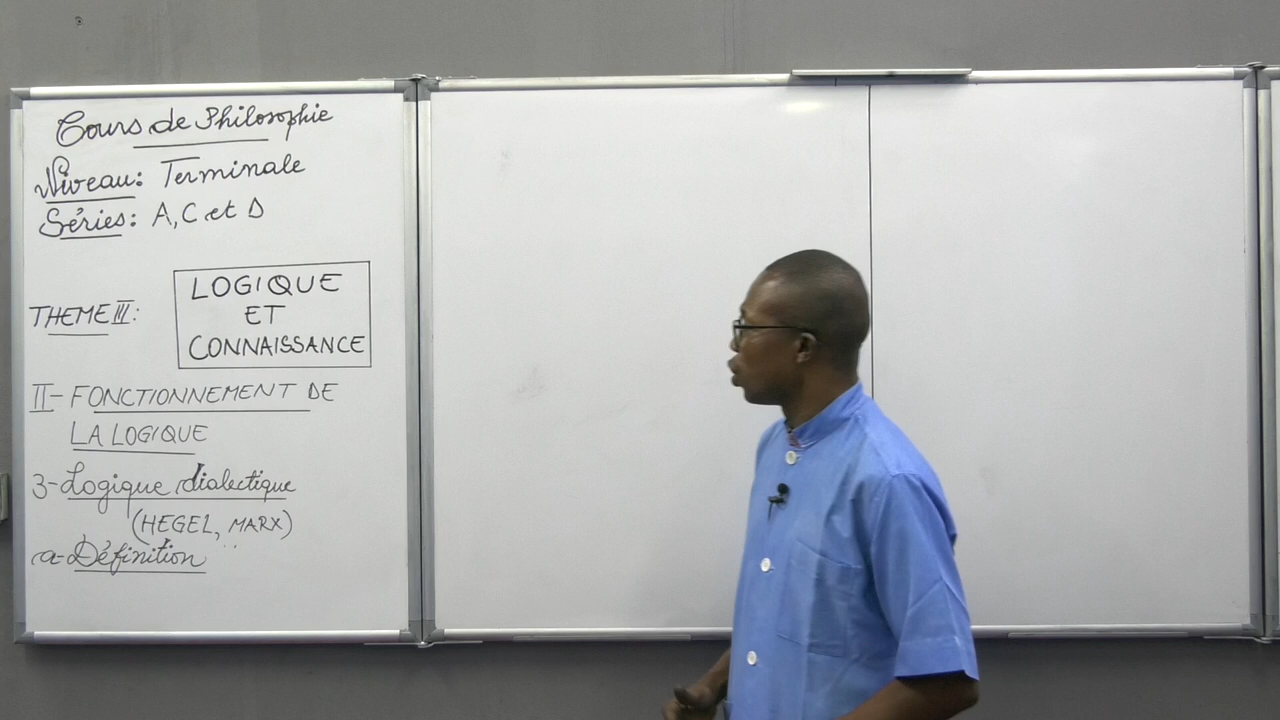 Cours de Philosophie
Niveau: Terminale
Séries: A, C et D
THEME III:
LOGIQUE
ET
CONNAISSANCE
II- FONCTIONNEMENT DE
LA LOGIQUE
3- Logique dialectique
(HEGEL, MARX)
a- Définition